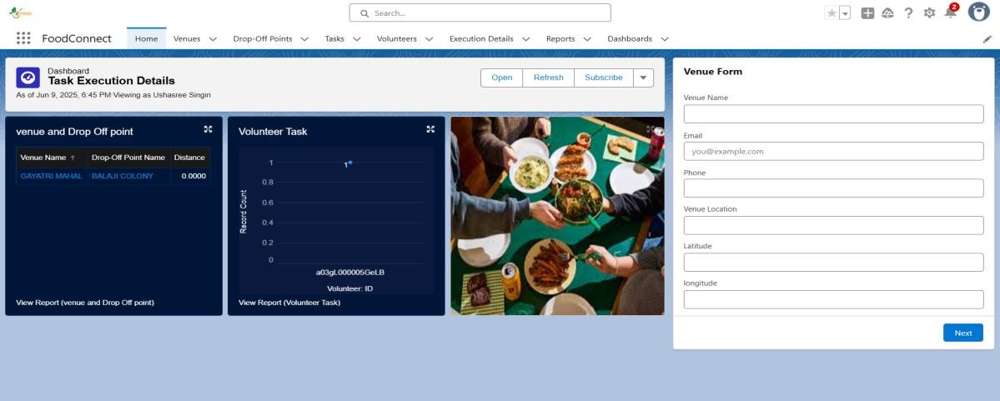 FOOD
Search...
2
FoodConnect
Home
Venues
Drop-Off Points
Tasks
Volunteers
Execution Details
Reports
Dashboards
Dashboard
Task Execution Details
As of Jun 9, 2025, 6:45 PM·Viewing as Ushasree Singiri
Open
Refresh
Subscribe
venue and Drop Off point
Venue Name ↑ Drop-Off Point Name Distance
GAYATRI MAHAL BALAJI COLONY 0.0000
View Report (venue and Drop Off point)
Volunteer Task
Record Count
1
0.8
0.6
0.4
0.2
0
1
a03gL000005GeLB
Volunteer: ID
View Report (Volunteer Task)
Venue Form
Venue Name
Email
you@example.com
Phone
Venue Location
Latitude
longitude
Next